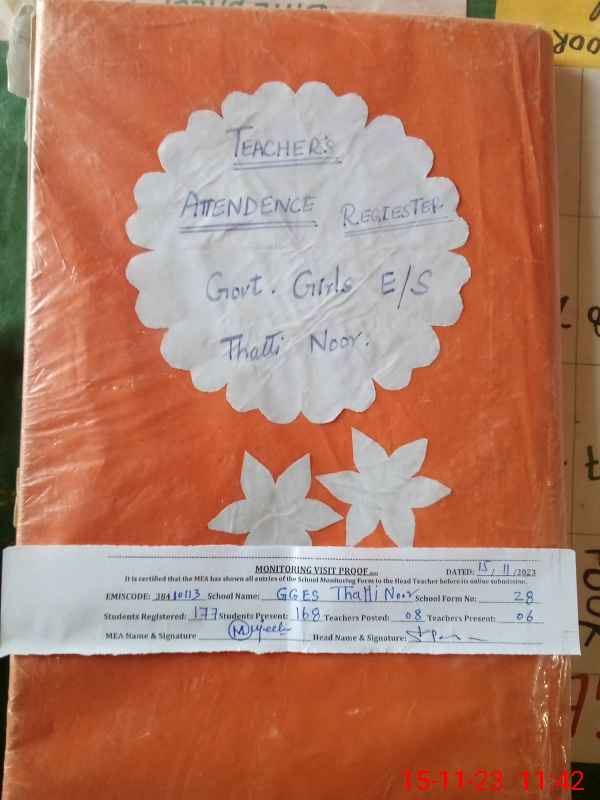 TEACHER's
ATTENDENCE REGIESTER
Govt. Girls E/S
Thatti Noor.
MONITORING VISIT PROOF
DATED: 15/11/2023
It is certified that the MEA has shown all entries of the School Monitoring Form to the Head Teacher before its online submission.
EMISCODE: 38410113 School Name: GGES Thatti Noor School Form No: 28
Students Registered: 177 Students Present: 168 Teachers Posted: 08 Teachers Present: 06
MEA Name & Signature Head Name & Signature:
15-11-23 11:42